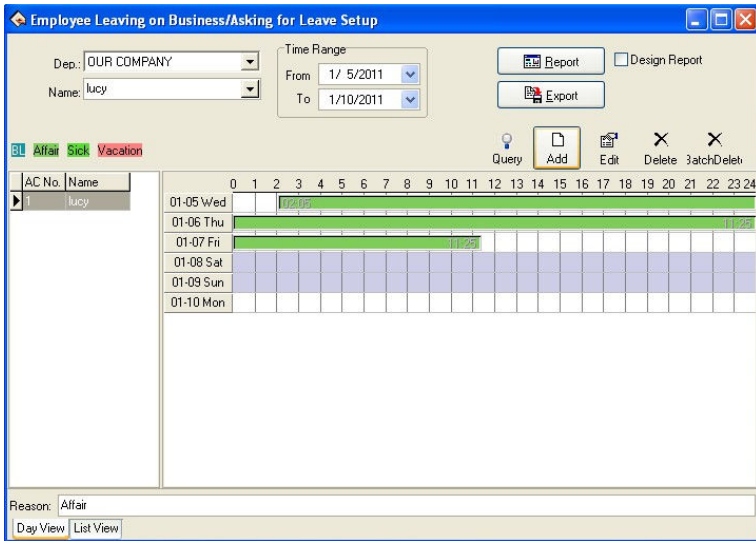 Employee Leaving on Business/Asking for Leave Setup
Dep.: OUR COMPANY
Name: lucy
Time Range
From 1/ 5/2011
To 1/10/2011
Report
Design Report
Export
BL Affair Sick Vacation
Query Add Edit Delete BatchDelet
AC No. Name
1 lucy
0 1 2 3 4 5 6 7 8 9 10 11 12 13 14 15 16 17 18 19 20 21 22 23 24
01-05 Wed 02:05
01-06 Thu 11:25
01-07 Fri 11:25
01-08 Sat
01-09 Sun
01-10 Mon
Reason: Affair
Day View List View